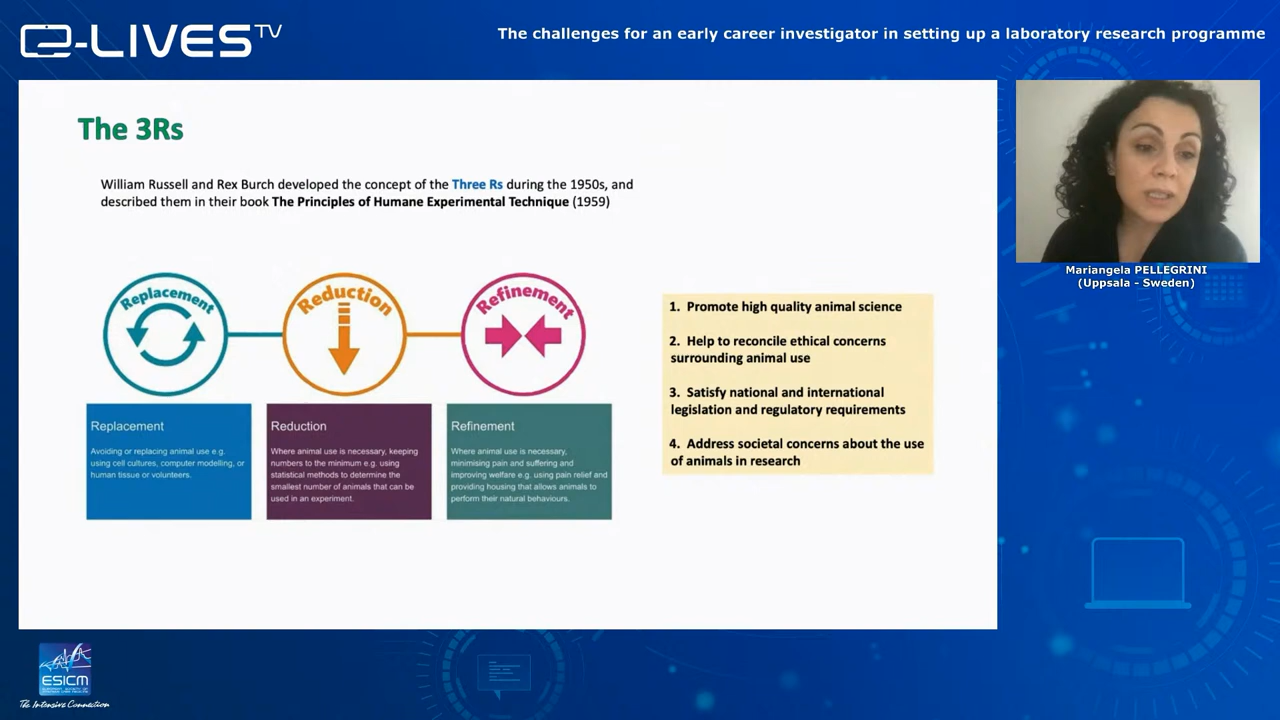 e-LIVES TV
The challenges for an early career investigator in setting up a laboratory research programme
The 3Rs
William Russell and Rex Burch developed the concept of the Three Rs during the 1950s, and
described them in their book The Principles of Humane Experimental Technique (1959)
Replacement
Reduction
Refinement
Replacement
Avoiding or replacing animal use e.g.
using cell cultures, computer modelling, or
human tissue or volunteers.
Reduction
Where animal use is necessary, keeping
numbers to the minimum e.g. using
statistical methods to determine the
smallest number of animals that can be
used in an experiment.
Refinement
Where animal use is necessary,
minimising pain and suffering and
improving welfare e.g. using pain relief and
providing housing that allows animals to
perform their natural behaviours.
1. Promote high quality animal science
2. Help to reconcile ethical concerns
surrounding animal use
3. Satisfy national and international
legislation and regulatory requirements
4. Address societal concerns about the use
of animals in research
Mariangela PELLEGRINI
(Uppsala - Sweden)
ESICM
The Intensive Connection